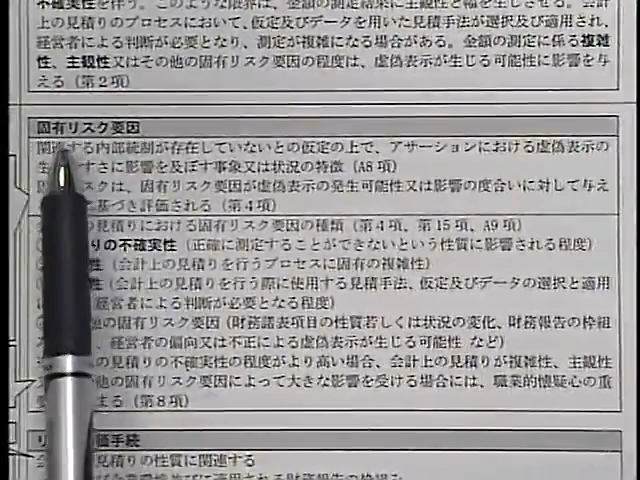 不確実性を伴う。このような限界は、金額の測定結果に主観性と幅を生じさせる。会計
上の見積りのプロセスにおいて、仮定及びデータを用いた見積手法が選択及び適用され、
経営者による判断が必要となり、測定が複雑になる場合がある。金額の測定に係る複雑
性、主観性又はその他の固有リスク要因の程度は、虚偽表示が生じる可能性に影響を与
える(第2項)
固有リスク要因
関連する内部統制が存在していないとの仮定の上で、アサーションにおける虚偽表示の
すさに影響を及ぼす事象又は状況の特徴(A8項)
スクは、固有リスク要因が虚偽表示の発生可能性又は影響の度合いに対して与え
に基づき評価される(第4項)
の見積りにおける固有リスク要因の種類(第4項、第15項、A9項)
りの不確実性(正確に測定することができないという性質に影響される程度)
性(会計上の見積りを行うプロセスに固有の複雑性)
性(会計上の見積りを行う際に使用する見積手法、仮定及びデータの選択と適用
経営者による判断が必要となる程度)
他の固有リスク要因(財務諸表項目の性質若しくは状況の変化、財務報告の枠組
、経営者の偏向又は不正による虚偽表示が生じる可能性 など)
の見積りの不確実性の程度がより高い場合、会計上の見積りが複雑性、主観性
他の固有リスク要因によって大きな影響を受ける場合には、職業的懐疑心の重
まる(第8項)
価手続
見積りの性質に関連する